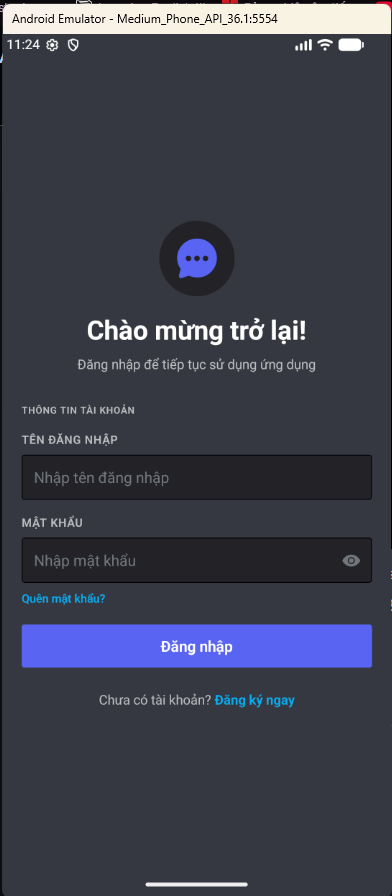 Android Emulator - Medium_Phone_API_36.1:5554
11:24
Chào mừng trở lại!
Đăng nhập để tiếp tục sử dụng ứng dụng
THÔNG TIN TÀI KHOẢN
TÊN ĐĂNG NHẬP
Nhập tên đăng nhập
MẬT KHẨU
Nhập mật khẩu
Quên mật khẩu?
Đăng nhập
Chưa có tài khoản? Đăng ký ngay